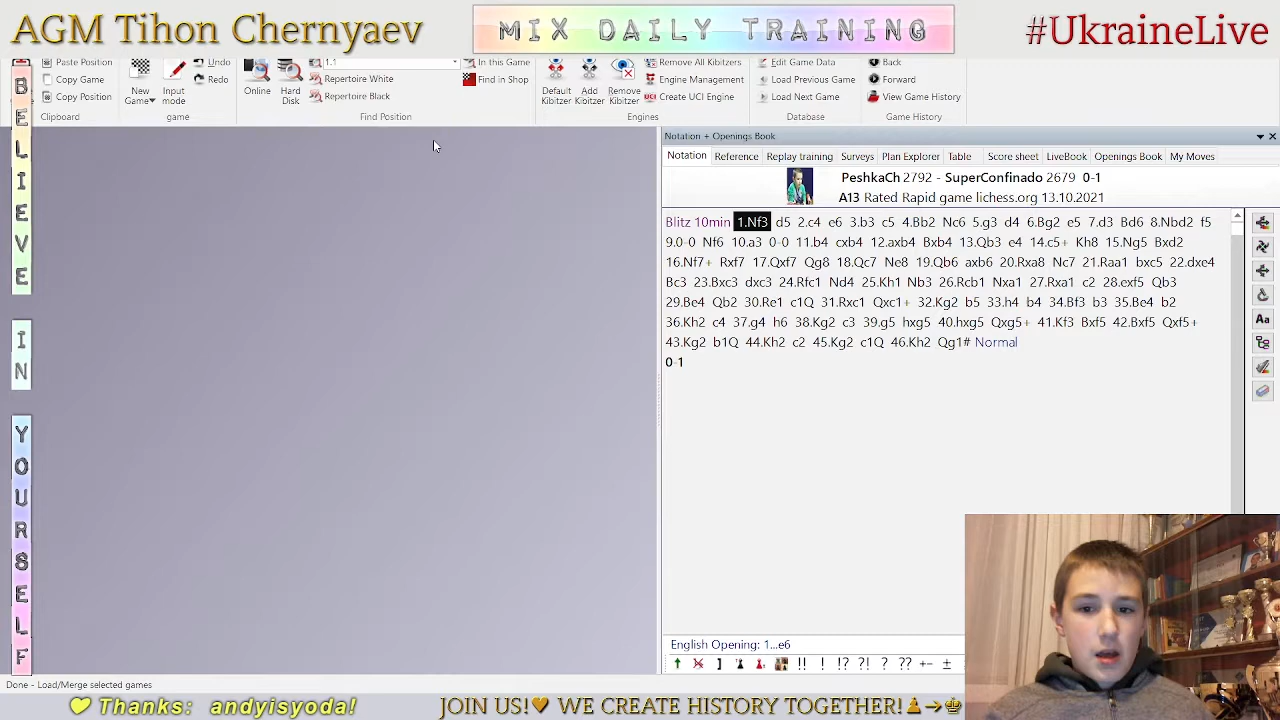 AGM Tihon Chernyaev
MIX DAILY TRAINING
#UkraineLive
BELIEVE IN YOURSELF
Paste Position
Copy Game
Copy Position
Clipboard
New Game
Input mode
Undo
Redo
game
Online
Hard Disk
1.1
Repertoire White
Repertoire Black
In this Game
Find in Shop
Find Position
Default Kibitzer
Add Kibitzer
Remove Kibitzer
Remove All Kibitzers
Engine Management
UCI Create UCI Engine
Engines
Edit Game Data
Load Previous Game
Load Next Game
Database
Back
Forward
View Game History
Game History
Notation + Openings Book
Notation Reference Replay training Surveys Plan Explorer Table Score sheet LiveBook Openings Book My Moves
PeshkaCh 2792 - SuperConfinado 2679 0-1
A13 Rated Rapid game lichess.org 13.10.2021
Blitz 10min 1.Nf3 d5 2.c4 e6 3.b3 c5 4.Bb2 Nc6 5.g3 d4 6.Bg2 e5 7.d3 Bd6 8.Nbd2 f5
9.0-0 Nf6 10.a3 0-0 11.b4 cxb4 12.axb4 Bxb4 13.Qb3 e4 14.c5+ Kh8 15.Ng5 Bxd2
16.Nf7+ Rxf7 17.Qxf7 Qg8 18.Qc7 Ne8 19.Qb6 axb6 20.Rxa8 Nc7 21.Raa1 bxc5 22.dxe4
Bc3 23.Bxc3 dxc3 24.Rfc1 Nd4 25.Kh1 Nb3 26.Rcb1 Nxa1 27.Rxa1 c2 28.exf5 Qb3
29.Be4 Qb2 30.Re1 c1Q 31.Rxc1 Qxc1+ 32.Kg2 b5 33.h4 b4 34.Bf3 b3 35.Be4 b2
36.Kh2 c4 37.g4 h6 38.Kg2 c3 39.g5 hxg5 40.hxg5 Qxg5+ 41.Kf3 Bxf5 42.Bxf5 Qxf5+
43.Kg2 b1Q 44.Kh2 c2 45.Kg2 c1Q 46.Kh2 Qg1# Normal
0-1
Aa
English Opening: 1...e6
!! ! !? ?! ? ?? +- ±
Done - Load/Merge selected games
Thanks: andyisyoda!
JOIN US! WE CREATE HISTORY TOGETHER!